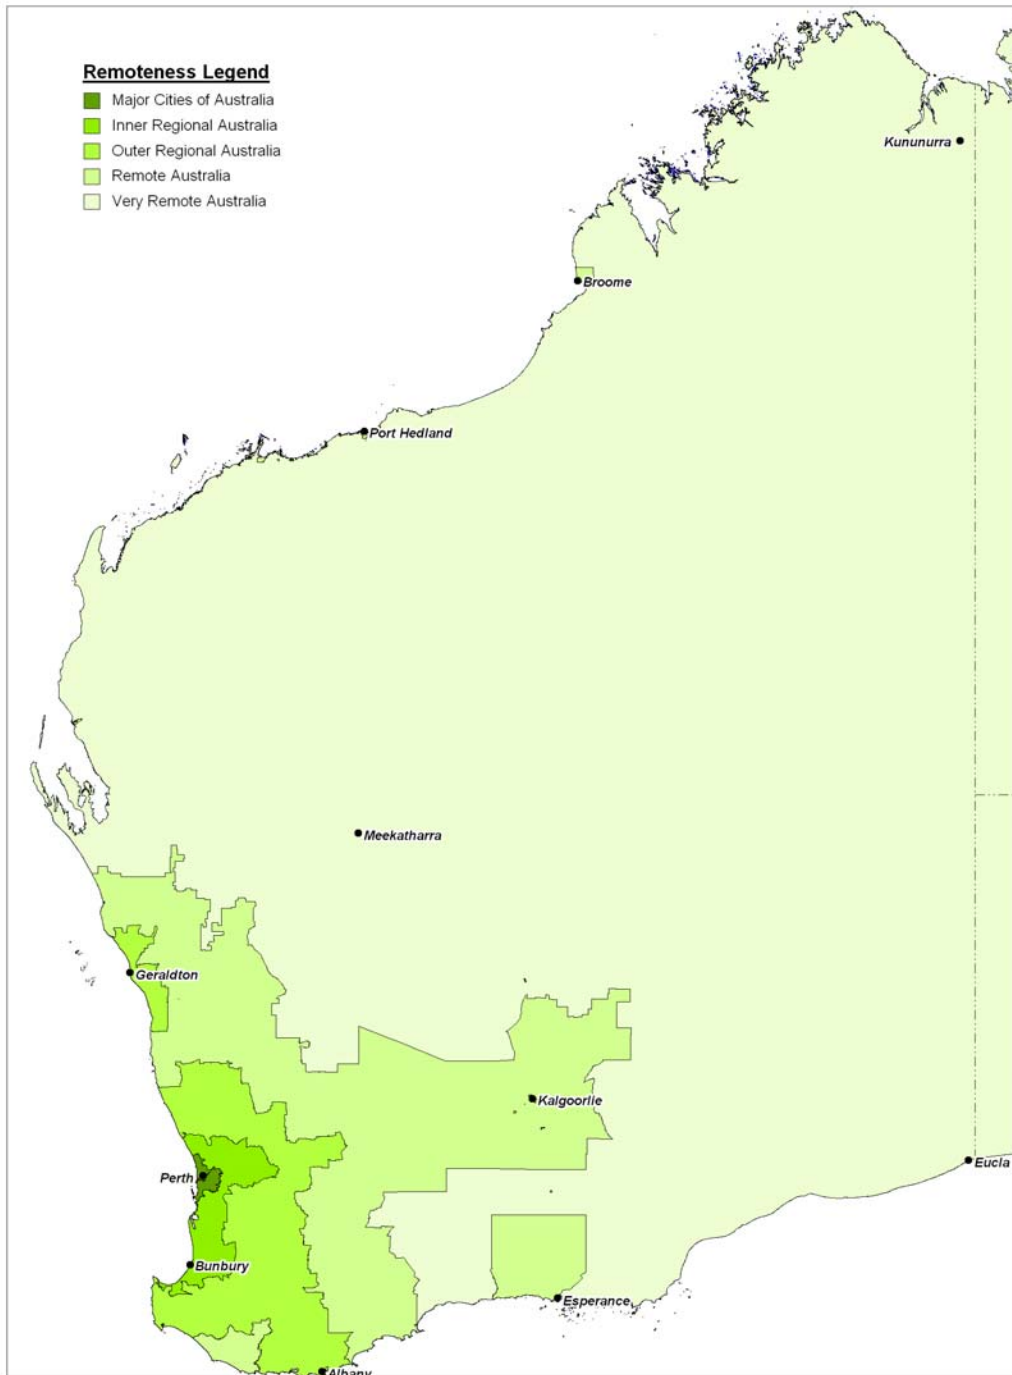 Remoteness Legend
Major Cities of Australia
Inner Regional Australia
Outer Regional Australia
Remote Australia
Very Remote Australia
Kununurra
Broome
Port Hedland
Meekatharra
Geraldton
Kalgoorlie
Perth
Eucla
Bunbury
Esperance
Albany